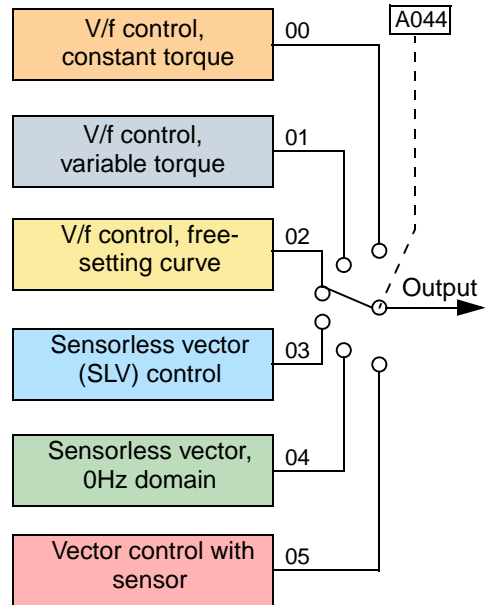 V/f control,
constant torque
00
A044
V/f control,
variable torque
01
V/f control, free-
setting curve
02
Output
Sensorless vector
(SLV) control
03
Sensorless vector,
0Hz domain
04
Vector control with
sensor
05